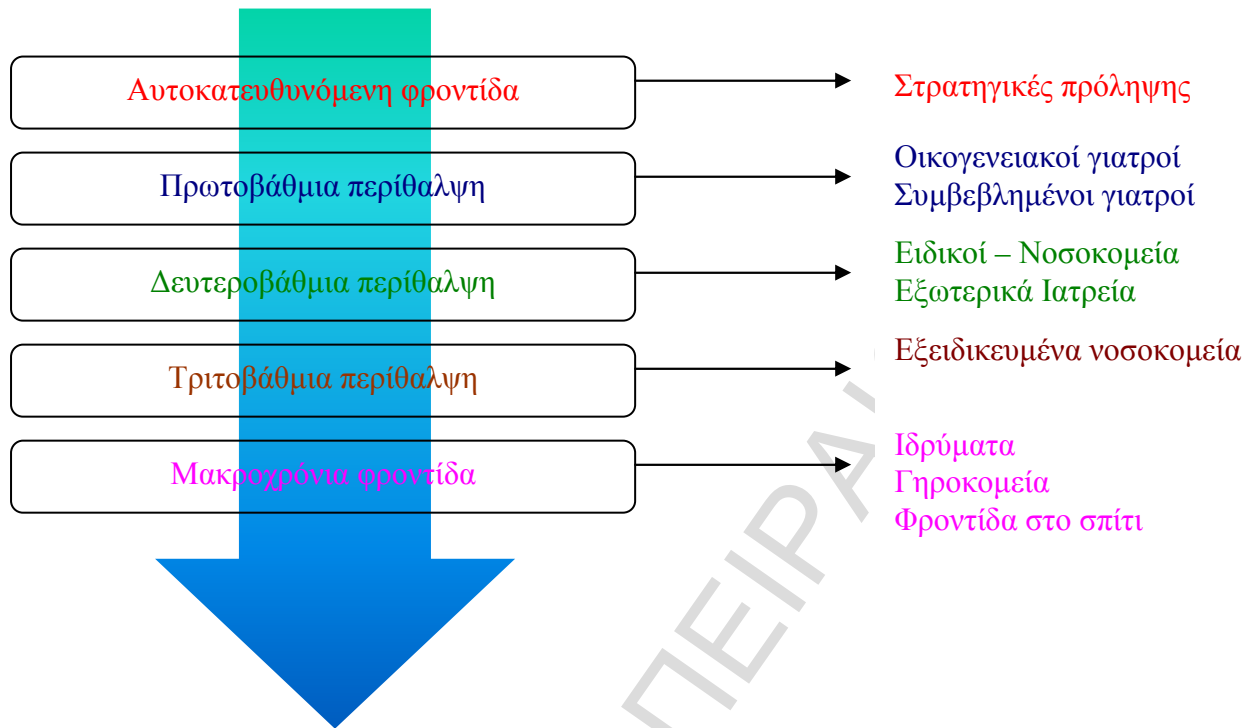 Αυτοκατευθυνόμενη φροντίδα
Στρατηγικές πρόληψης
Πρωτοβάθμια περίθαλψη
Οικογενειακοί γιατροί
Συμβεβλημένοι γιατροί
Δευτεροβάθμια περίθαλψη
Ειδικοί – Νοσοκομεία
Εξωτερικά Ιατρεία
Τριτοβάθμια περίθαλψη
Εξειδικευμένα νοσοκομεία
Μακροχρόνια φροντίδα
Ιδρύματα
Γηροκομεία
Φροντίδα στο σπίτι